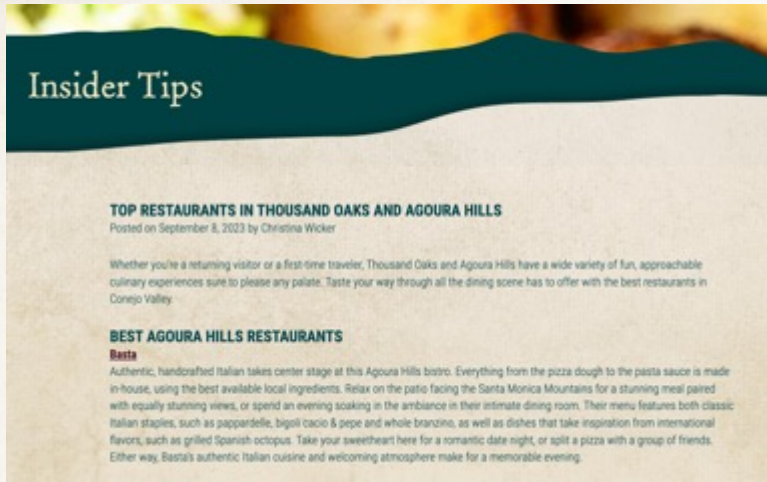 Insider Tips
TOP RESTAURANTS IN THOUSAND OAKS AND AGOURA HILLS
Posted on September 8, 2023 by Christina Wicker
Whether you're a returning visitor or a first-time traveler, Thousand Oaks and Agoura Hills have a wide variety of fun, approachable
culinary experiences sure to please any palate. Taste your way through all the dining scene has to offer with the best restaurants in
Conejo Valley.
BEST AGOURA HILLS RESTAURANTS
Basta
Authentic, handcrafted Italian takes center stage at this Agoura Hills bistro. Everything from the pizza dough to the pasta sauce is made
in-house, using the best available local ingredients. Relax on the patio facing the Santa Monica Mountains for a stunning meal paired
with equally stunning views, or spend an evening soaking in the ambiance in their intimate dining room. Their menu features both classic
Italian staples, such as pappardelle, bigoli cacio & pepe and whole branzino, as well as dishes that take inspiration from international
flavors, such as grilled Spanish octopus. Take your sweetheart here for a romantic date night, or split a pizza with a group of friends.
Either way, Basta's authentic Italian cuisine and welcoming atmosphere make for a memorable evening.